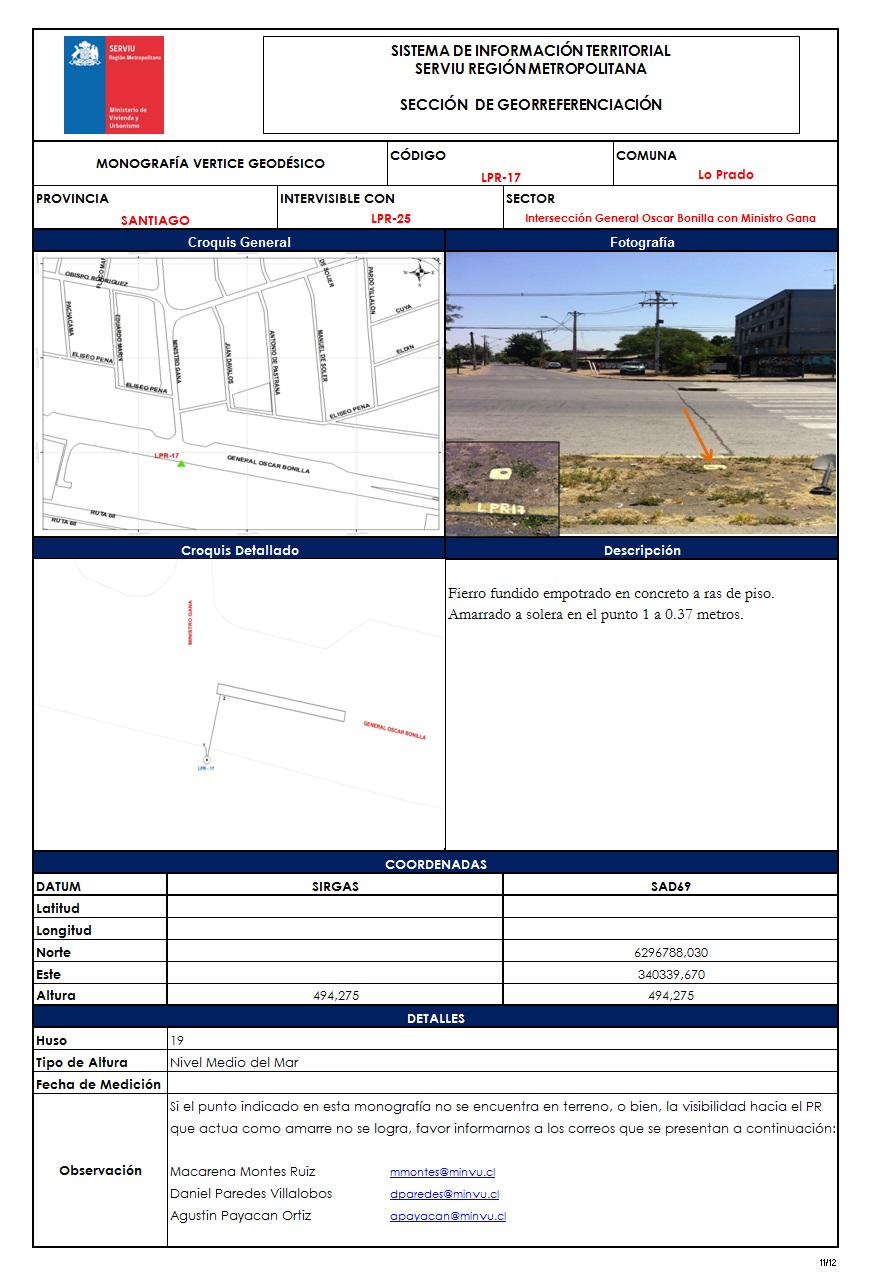 SERVIU
Región Metropolitana
Ministerio de
Vivienda y
Urbanismo
SISTEMA DE INFORMACIÓN TERRITORIAL
SERVIU REGIÓN METROPOLITANA
SECCIÓN DE GEORREFERENCIACIÓN
MONOGRAFÍA VERTICE GEODÉSICO
CÓDIGO
LPR-17
COMUNA
Lo Prado
PROVINCIA
SANTIAGO
INTERVISIBLE CON
LPR-25
SECTOR
Intersección General Oscar Bonilla con Ministro Gana
Croquis General
Fotografía
OBISPO RODRIGUEZ
PACHACAMA
EDUARDO MARIN
MINISTRO GANA
JUAN DAVALOS
ANTONIO DE PASTRANA
MANUEL DE SOLER
DE SOLIER
PARDO VILLALON
CUYA
ELDIN
ELISEO PENA
ELISEO PENA
ELISEO PENA
LPR-17
GENERAL OSCAR BONILLA
RUTA 68
RUTA 68
LPR17
Croquis Detallado
Descripción
MINISTRO GANA
GENERAL OSCAR BONILLA
LPR - 17
Fierro fundido empotrado en concreto a ras de piso.
Amarrado a solera en el punto 1 a 0.37 metros.
COORDENADAS
DATUM SIRGAS SAD69
Latitud
Longitud
Norte 6296788,030
Este 340339,670
Altura 494,275 494,275
DETALLES
Huso 19
Tipo de Altura Nivel Medio del Mar
Fecha de Medición
Observación
Si el punto indicado en esta monografía no se encuentra en terreno, o bien, la visibilidad hacia el PR
que actua como amarre no se logra, favor informarnos a los correos que se presentan a continuación:
Macarena Montes Ruiz mmontes@minvu.cl
Daniel Paredes Villalobos dparedes@minvu.cl
Agustin Payacan Ortiz apayacan@minvu.cl
11/12